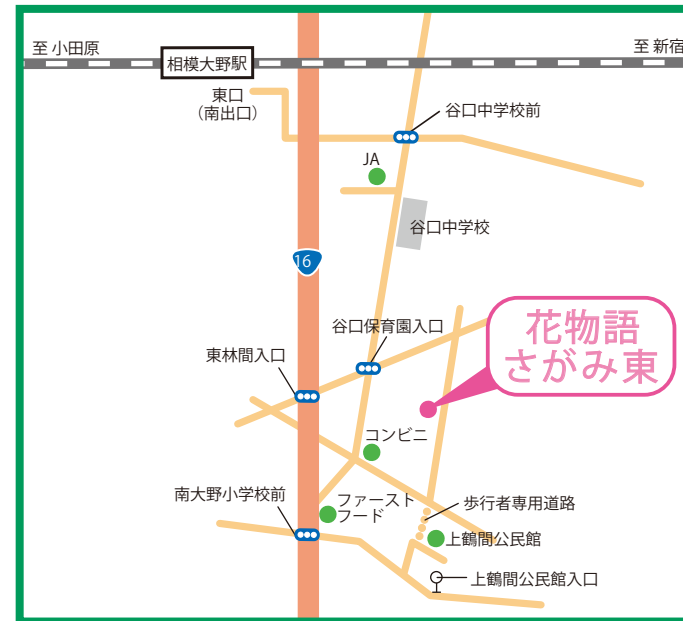 至 小田原
至 新宿
相模大野駅
東口
（南出口）
谷口中学校前
JA
谷口中学校
16
花物語
さがみ東
谷口保育園入口
東林間入口
コンビニ
南大野小学校前
ファースト
フード
歩行者専用道路
上鶴間公民館
上鶴間公民館入口